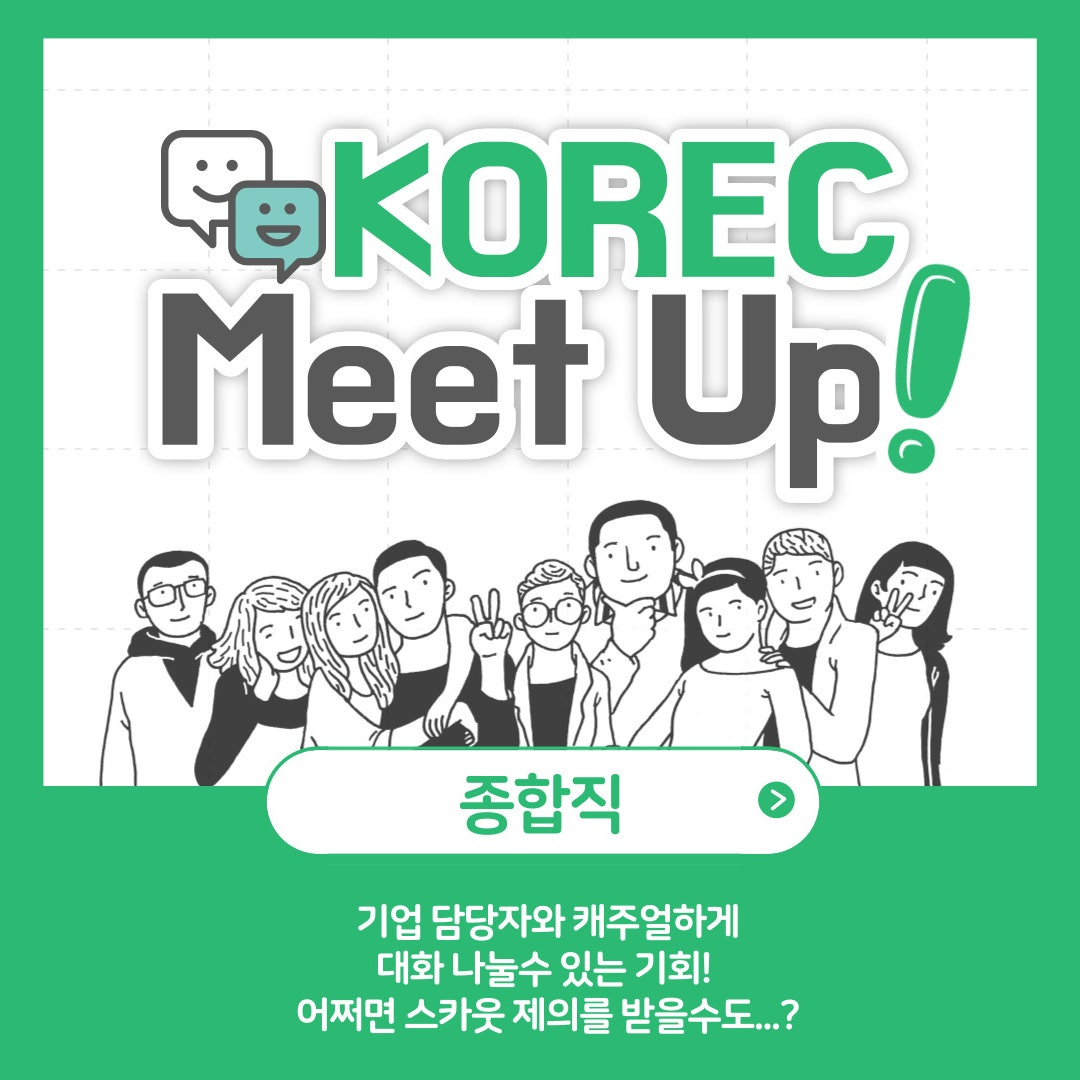 KOREC
Meet Up!
종합직
기업 담당자와 캐주얼하게
대화 나눌수 있는 기회!
어쩌면 스카웃 제의를 받을수도...?